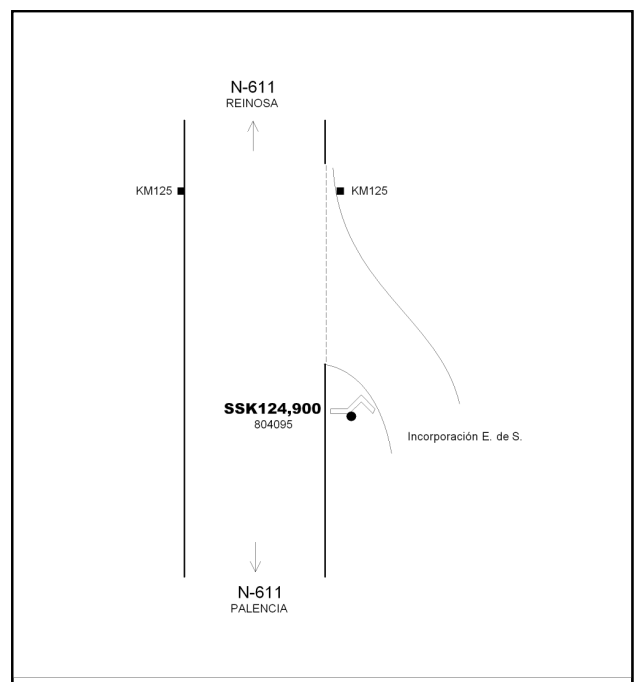 N-611
REINOSA
KM125
KM125
SSK124,900
804095
Incorporación E. de S.
N-611
PALENCIA